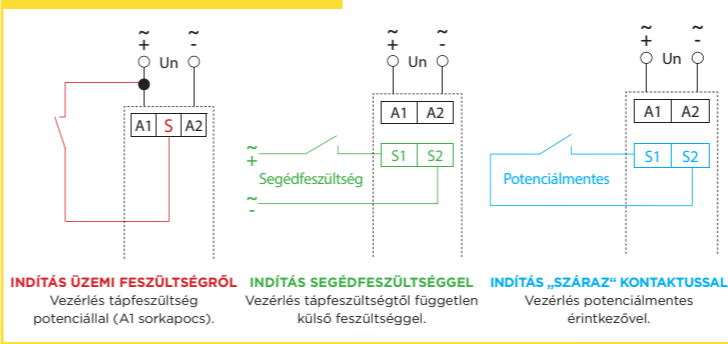 ~ ~
+ -
Un
A1 S A2
INDÍTÁS ÜZEMI FESZÜLTSÉGRŐL
Vezérlés tápfeszültség
potenciállal (A1 sorkapocs).
~ ~
+ -
Un
A1 A2
~
+
S1 S2
Segédfeszültség
~
-
INDÍTÁS SEGÉDFESZÜLTSÉGGEL
Vezérlés tápfeszültségtől független
külső feszültséggel.
~ ~
+ -
Un
A1 A2
S1 S2
Potenciálmentes
INDÍTÁS „SZÁRAZ“ KONTAKTUSSAL
Vezérlés potenciálmentes
érintkezővel.